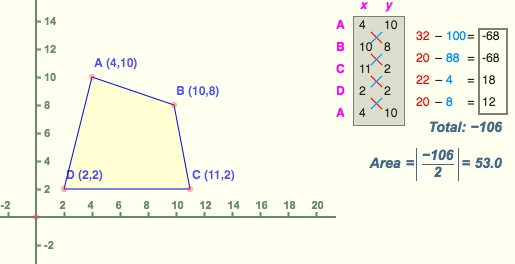 14
12
10
8
6
4
2
-2
-2
2
4
6
8
10
12
14
16
18
20
A (4,10)
B (10,8)
D (2,2)
C (11,2)
x y
A 4 10
B 10 8
C 11 2
D 2 2
A 4 10
32 − 100= -68
20 − 88 = -68
22 − 4 = 18
20 − 8 = 12
Total: −106
Area = | −106 / 2 | = 53.0